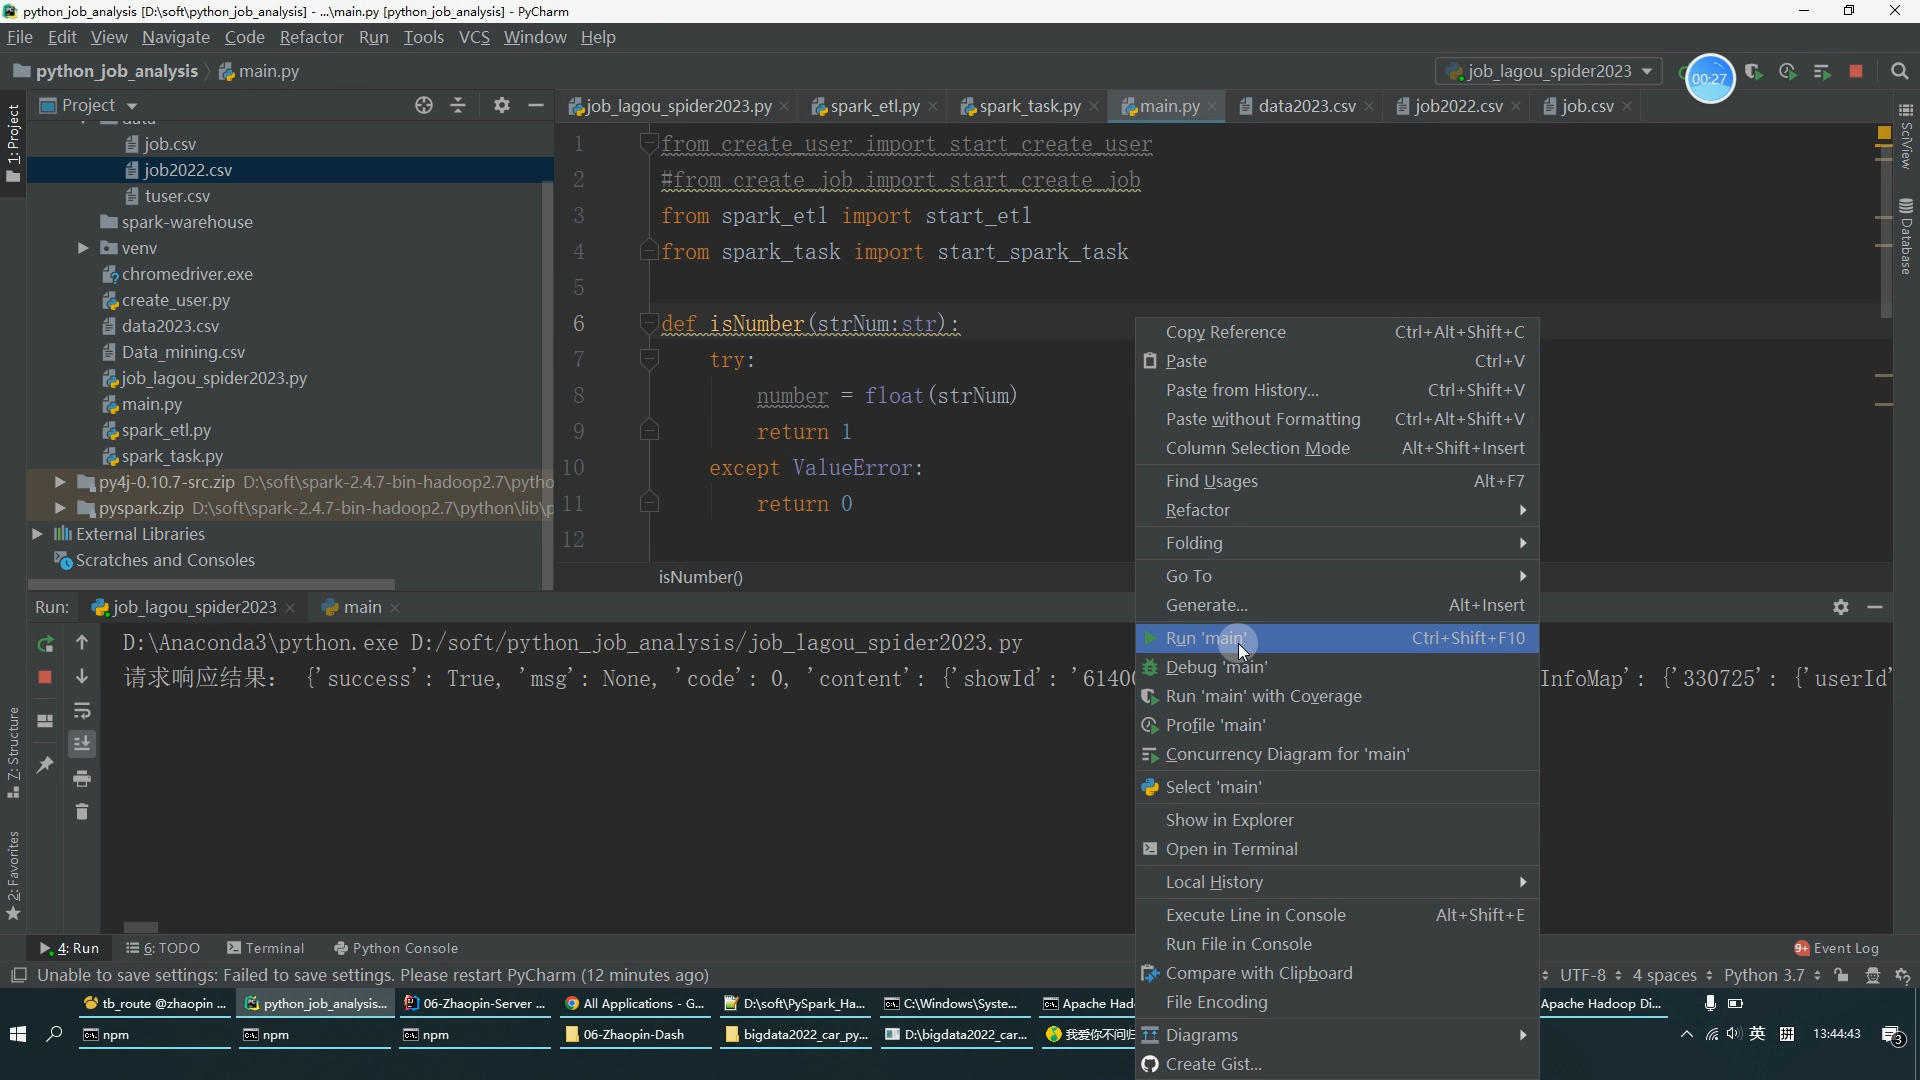 python_job_analysis [D:\soft\python_job_analysis] - ...\main.py [python_job_analysis] - PyCharm
File Edit View Navigate Code Refactor Run Tools VCS Window Help
python_job_analysis main.py
job_lagou_spider2023
00:27
Project
job_lagou_spider2023.py spark_etl.py spark_task.py main.py data2023.csv job2022.csv job.csv
1: Project
SciView
Database
data
job.csv
job2022.csv
tuser.csv
spark-warehouse
venv
chromedriver.exe
create_user.py
data2023.csv
Data_mining.csv
job_lagou_spider2023.py
main.py
spark_etl.py
spark_task.py
py4j-0.10.7-src.zip D:\soft\spark-2.4.7-bin-hadoop2.7\pytho
pyspark.zip D:\soft\spark-2.4.7-bin-hadoop2.7\python\lib\p
External Libraries
Scratches and Consoles
1 from create_user import start_create_user
2 #from create_job import start_create_job
3 from spark_etl import start_etl
4 from spark_task import start_spark_task
5
6 def isNumber(strNum:str):
7 try:
8 number = float(strNum)
9 return 1
10 except ValueError:
11 return 0
12
isNumber()
Copy Reference Ctrl+Alt+Shift+C
Paste Ctrl+V
Paste from History... Ctrl+Shift+V
Paste without Formatting Ctrl+Alt+Shift+V
Column Selection Mode Alt+Shift+Insert
Find Usages Alt+F7
Refactor
Folding
Go To
Generate... Alt+Insert
Run 'main' Ctrl+Shift+F10
Debug 'main'
Run 'main' with Coverage
Profile 'main'
Concurrency Diagram for 'main'
Select 'main'
Show in Explorer
Open in Terminal
Local History
Execute Line in Console Alt+Shift+E
Run File in Console
Compare with Clipboard
File Encoding
Diagrams
Create Gist...
Run: job_lagou_spider2023 main
D:\Anaconda3\python.exe D:/soft/python_job_analysis/job_lagou_spider2023.py
请求响应结果: {'success': True, 'msg': None, 'code': 0, 'content': {'showId': '6140 InfoMap': {'330725': {'userId'
7: Structure
2: Favorites
4: Run 6: TODO Terminal Python Console
9+ Event Log
Unable to save settings: Failed to save settings. Please restart PyCharm (12 minutes ago)
UTF-8 4 spaces Python 3.7
tb_route @zhaopin ... python_job_analysis... 06-Zhaopin-Server ... All Applications - G... D:\soft\PySpark_Ha... C:\Windows\Syste... Apache Had Apache Hadoop Di...
npm npm npm 06-Zhaopin-Dash bigdata2022_car_py... D:\bigdata2022_car... 我爱你不问归
英 拼 13:44:43 3